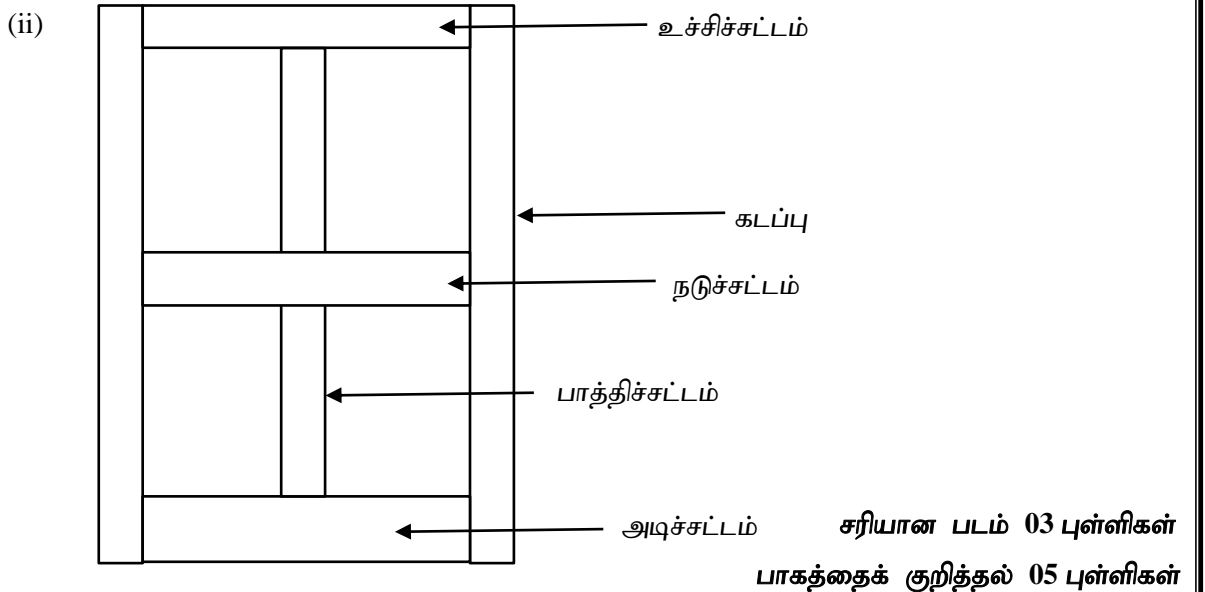 (ii)
உச்சிச்சட்டம்
கடப்பு
நடுச்சட்டம்
பாத்திச்சட்டம்
அடிச்சட்டம் சரியான படம் 03 புள்ளிகள்
பாகத்தைக் குறித்தல் 05 புள்ளிகள்